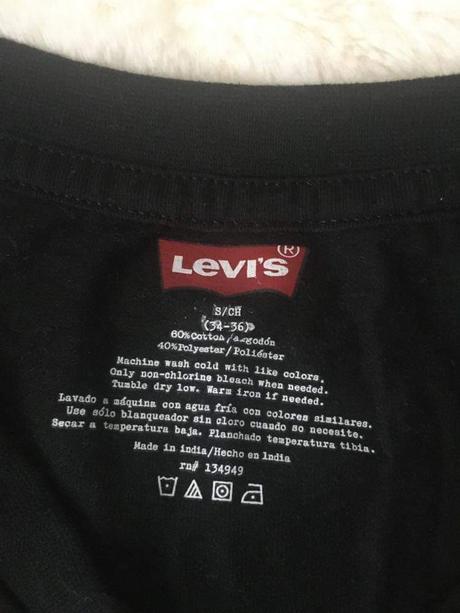 Levi's®
S/CH
(34-36)
60%Cotton/algodón
40%Polyester/Poliéster
Machine wash cold with like colors.
Only non-chlorine bleach when needed.
Tumble dry low. Warm iron if needed.
Lavado a máquina con agua fría con colores similares.
Use sólo blanqueador sin cloro cuando so necesite.
Secar a temperatura baja. Planchado temperatura tibia.
Made in india/Hecho en lndia
rn# 134949